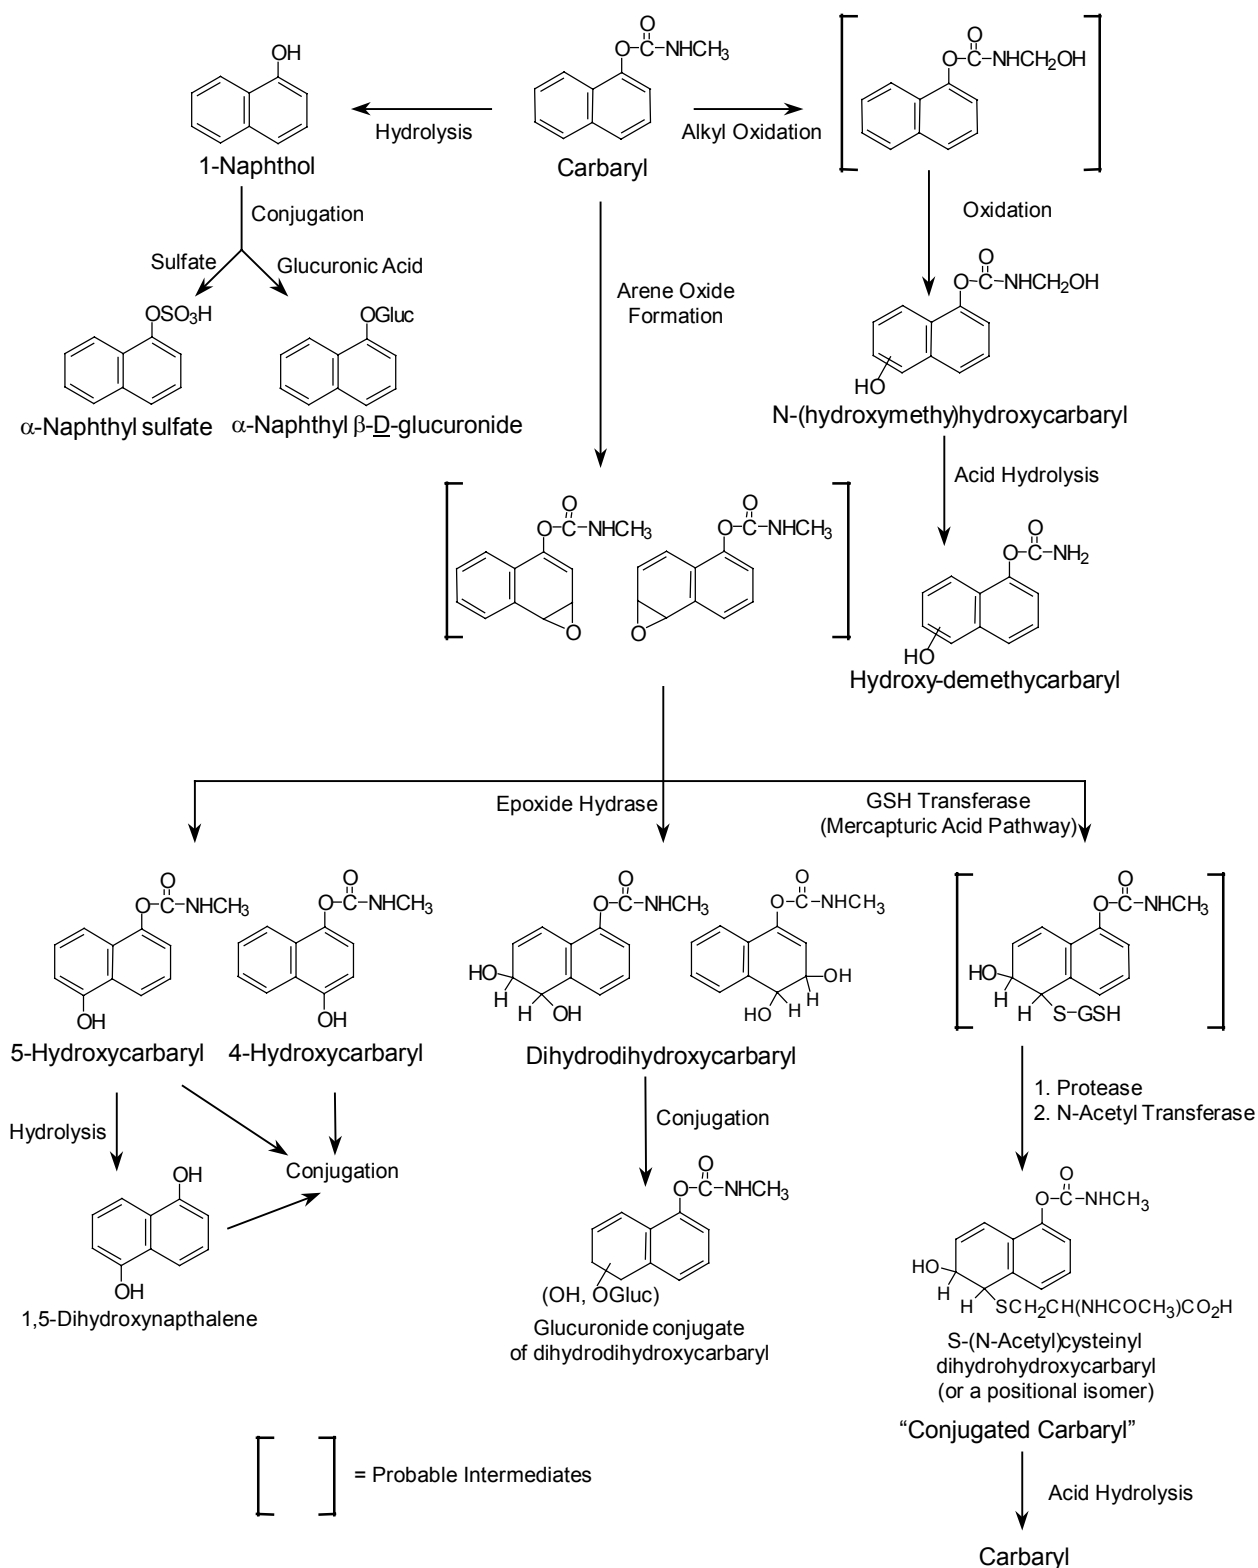 OH
1-Naphthol
Hydrolysis
O
O–C–NHCH3
Carbaryl
Alkyl Oxidation
O
O–C–NHCH2OH
Conjugation
Sulfate
Glucuronic Acid
OSO3H
α-Naphthyl sulfate
OGluc
α-Naphthyl β-D-glucuronide
Arene Oxide
Formation
Oxidation
O
O–C–NHCH2OH
HO
N-(hydroxymethy)hydroxycarbaryl
Acid Hydrolysis
O
O–C–NHCH3
O
O
O–C–NHCH3
O
O
O–C–NH2
HO
Hydroxy-demethycarbaryl
Epoxide Hydrase
GSH Transferase
(Mercapturic Acid Pathway)
O
O–C–NHCH3
OH
5-Hydroxycarbaryl
O
O–C–NHCH3
OH
4-Hydroxycarbaryl
O
O–C–NHCH3
HO
H
H
OH
O
O–C–NHCH3
OH
H
H
HO
Dihydrodihydroxycarbaryl
O
O–C–NHCH3
HO
H
H
S–GSH
Hydrolysis
Conjugation
OH
OH
1,5-Dihydroxynapthalene
Conjugation
O
O–C–NHCH3
(OH, OGluc)
Glucuronide conjugate
of dihydrodihydroxycarbaryl
1. Protease
2. N-Acetyl Transferase
O
O–C–NHCH3
HO
H
H
SCH2CH(NHCOCH3)CO2H
S-(N-Acetyl)cysteinyl
dihydrohydroxycarbaryl
(or a positional isomer)
“Conjugated Carbaryl”
= Probable Intermediates
Acid Hydrolysis
Carbaryl